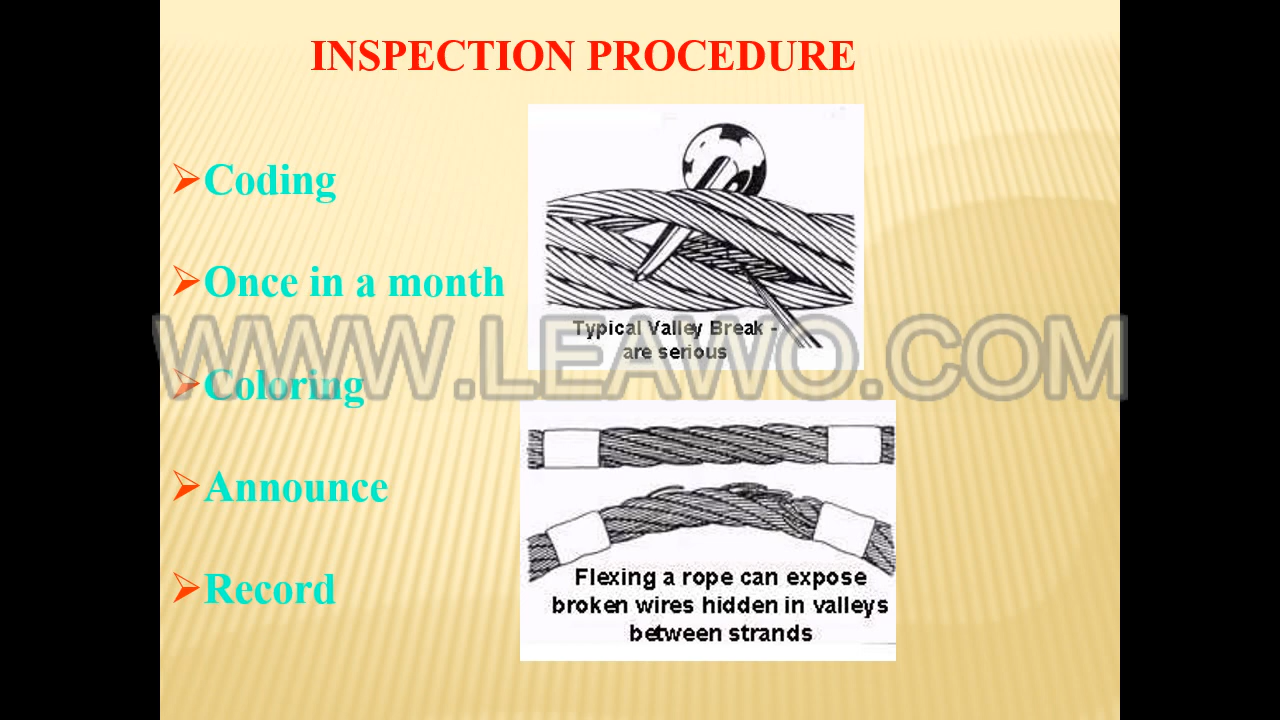 INSPECTION PROCEDURE
Coding
Once in a month
Coloring
Announce
Record
Typical Valley Break -
are serious
WWW.LEAWO.COM
Flexing a rope can expose
broken wires hidden in valleys
between strands